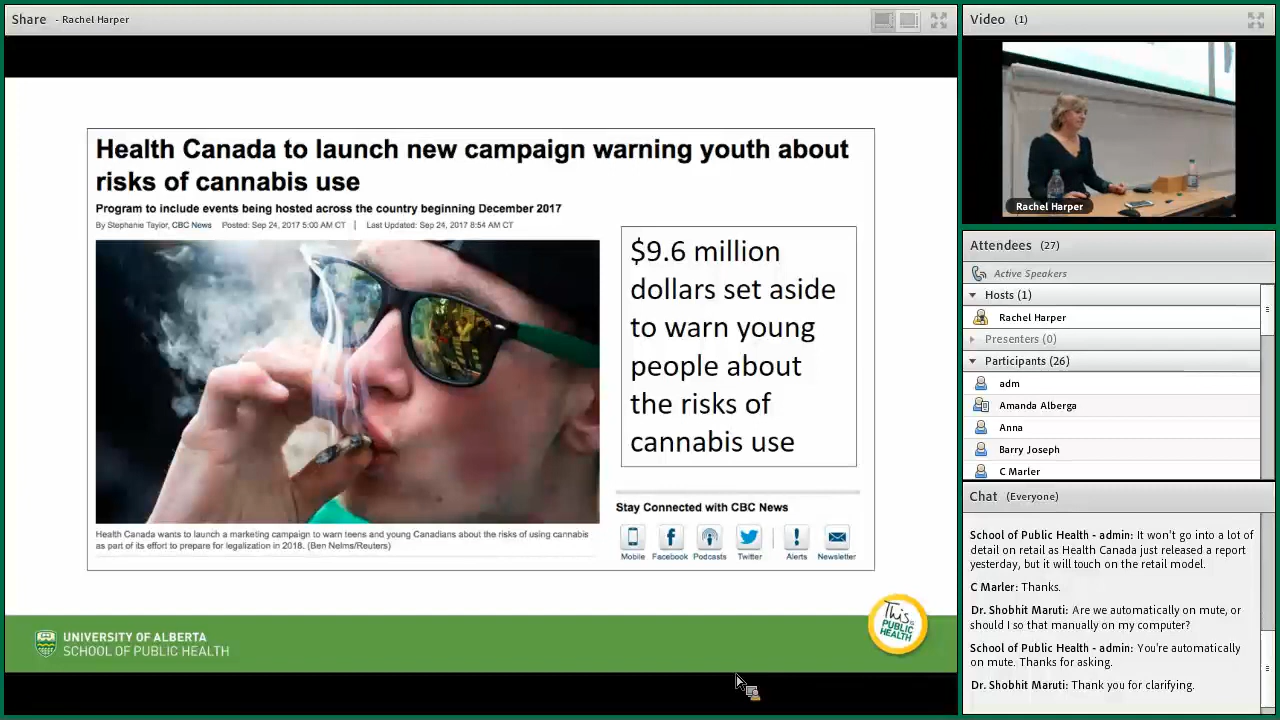 Share - Rachel Harper
Health Canada to launch new campaign warning youth about
risks of cannabis use
Program to include events being hosted across the country beginning December 2017
By Stephanie Taylor, CBC News Posted: Sep 24, 2017 5:00 AM CT | Last Updated: Sep 24, 2017 8:54 AM CT
$9.6 million
dollars set aside
to warn young
people about
the risks of
cannabis use
Health Canada wants to launch a marketing campaign to warn teens and young Canadians about the risks of using cannabis
as part of its effort to prepare for legalization in 2018. (Ben Nelms/Reuters)
Stay Connected with CBC News
Mobile Facebook Podcasts Twitter Alerts Newsletter
UNIVERSITY OF ALBERTA
SCHOOL OF PUBLIC HEALTH
This
is
PUBLIC
HEALTH
Video (1)
Rachel Harper
Attendees (27)
Active Speakers
Hosts (1)
Rachel Harper
Presenters (0)
Participants (26)
adm
Amanda Alberga
Anna
Barry Joseph
C Marler
Chat (Everyone)
School of Public Health - admin: It won't go into a lot of
detail on retail as Health Canada just released a report
yesterday, but it will touch on the retail model.
C Marler: Thanks.
Dr. Shobhit Maruti: Are we automatically on mute, or
should I so that manually on my computer?
School of Public Health - admin: You're automatically
on mute. Thanks for asking.
Dr. Shobhit Maruti: Thank you for clarifying.